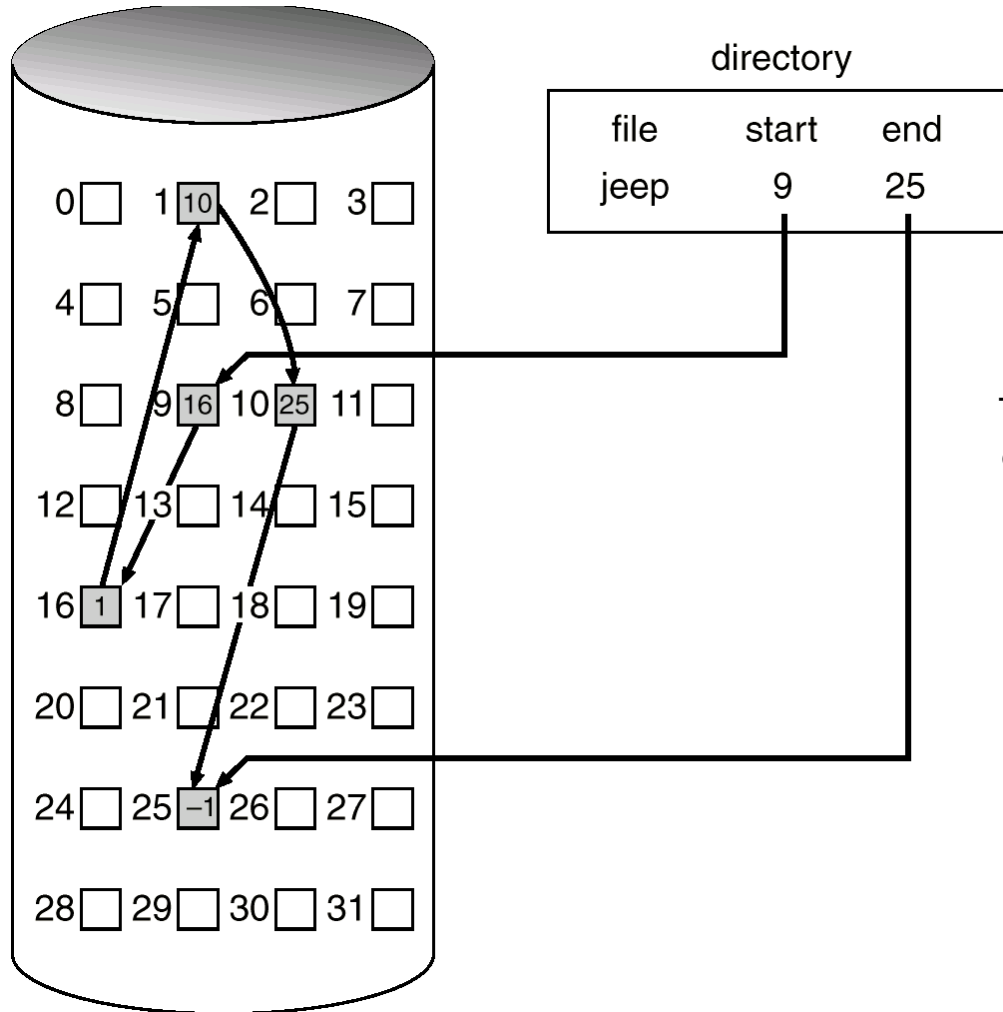 directory
file start end
jeep 9 25
0 1 10 2 3
4 5 6 7
8 9 16 10 25 11
12 13 14 15
16 1 17 18 19
20 21 22 23
24 25 –1 26 27
28 29 30 31